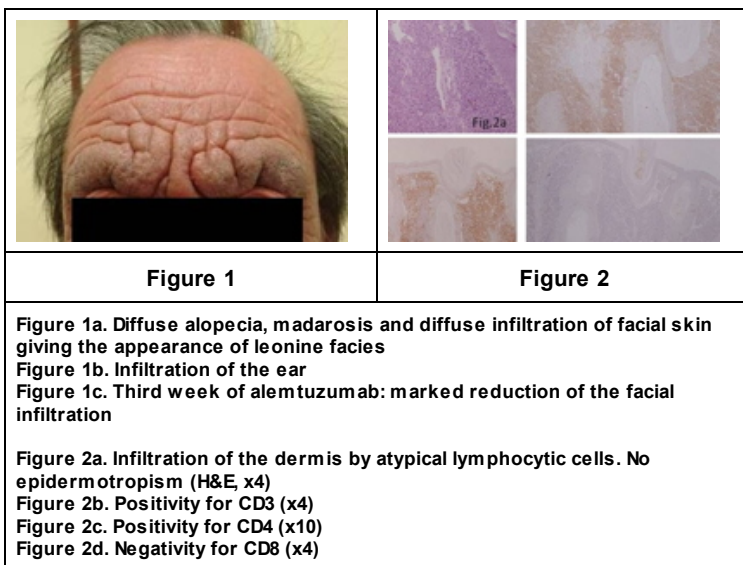 Fig.2a
Figure 1
Figure 2
Figure 1a. Diffuse alopecia, madarosis and diffuse infiltration of facial skin
giving the appearance of leonine facies
Figure 1b. Infiltration of the ear
Figure 1c. Third week of alemtuzumab: marked reduction of the facial
infiltration
Figure 2a. Infiltration of the dermis by atypical lymphocytic cells. No
epidermotropism (H&E, x4)
Figure 2b. Positivity for CD3 (x4)
Figure 2c. Positivity for CD4 (x10)
Figure 2d. Negativity for CD8 (x4)